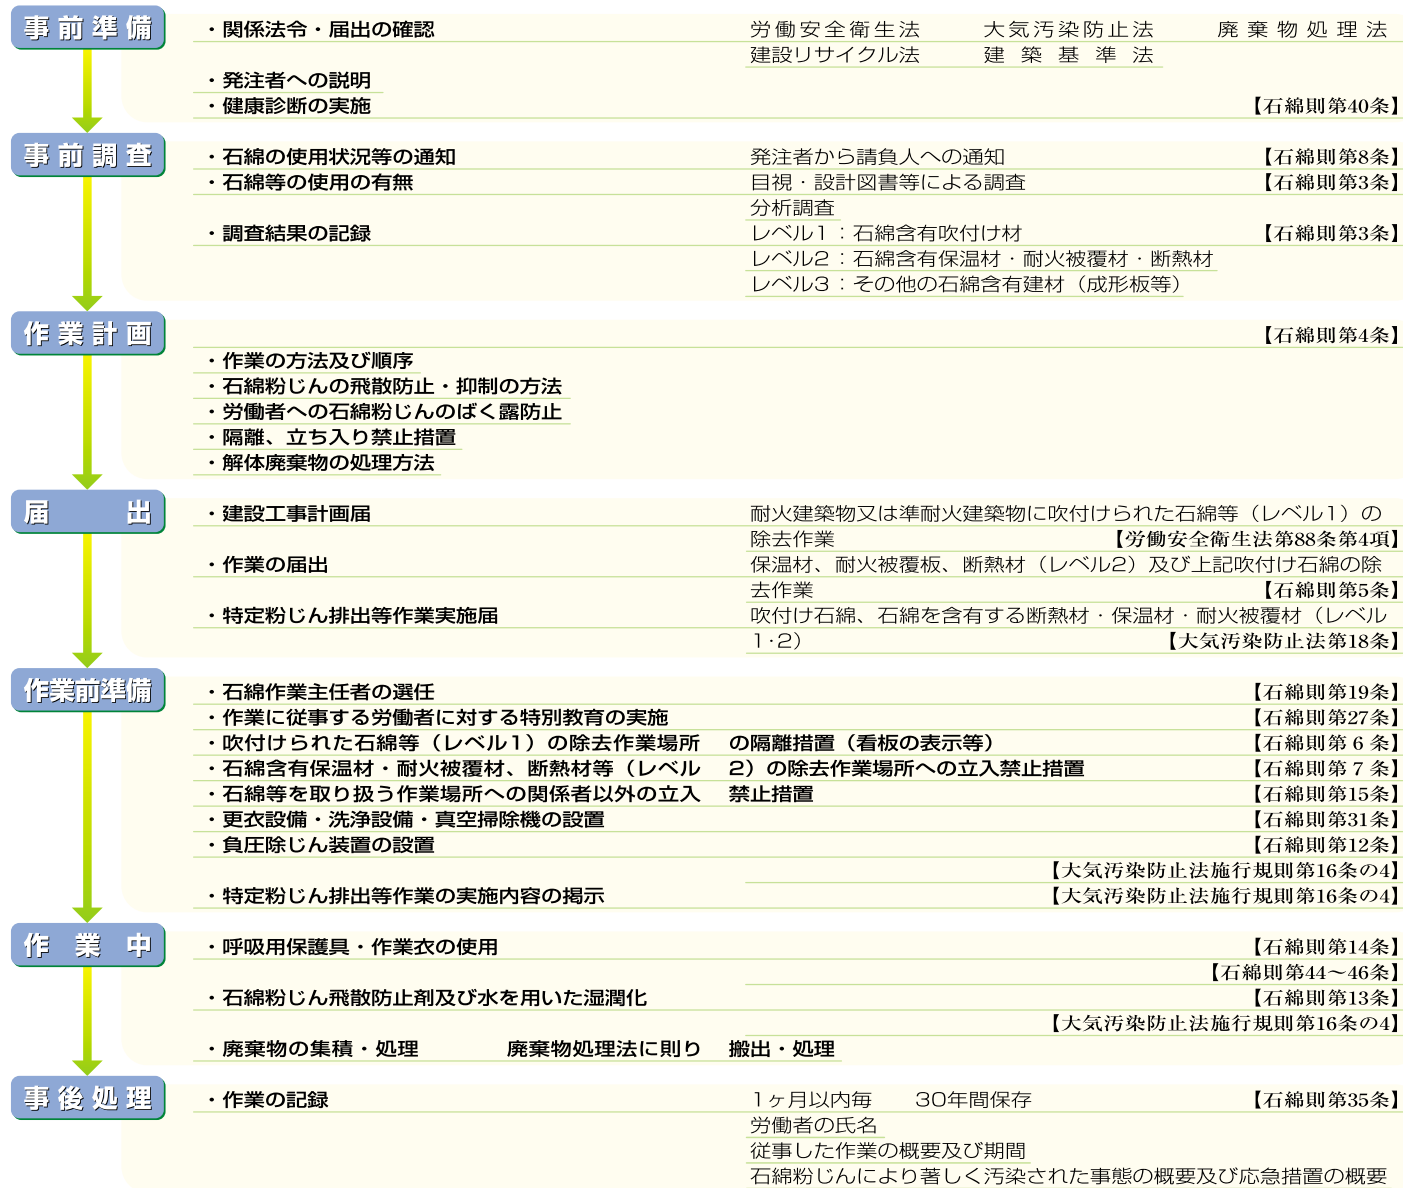 事前準備
・関係法令・届出の確認 労働安全衛生法 大気汚染防止法 廃棄物処理法
建設リサイクル法 建築基準法
・発注者への説明
・健康診断の実施 【石綿則第40条】
事前調査
・石綿の使用状況等の通知 発注者から請負人への通知 【石綿則第8条】
・石綿等の使用の有無 目視・設計図書等による調査 【石綿則第3条】
分析調査
・調査結果の記録 レベル1：石綿含有吹付け材 【石綿則第3条】
レベル2：石綿含有保温材・耐火被覆材・断熱材
レベル3：その他の石綿含有建材（成形板等）
作業計画
【石綿則第4条】
・作業の方法及び順序
・石綿粉じんの飛散防止・抑制の方法
・労働者への石綿粉じんのばく露防止
・隔離、立ち入り禁止措置
・解体廃棄物の処理方法
届出
・建設工事計画届 耐火建築物又は準耐火建築物に吹付けられた石綿等（レベル1）の
除去作業 【労働安全衛生法第88条第4項】
・作業の届出 保温材、耐火被覆板、断熱材（レベル2）及び上記吹付け石綿の除
去作業 【石綿則第5条】
・特定粉じん排出等作業実施届 吹付け石綿、石綿を含有する断熱材・保温材・耐火被覆材（レベル
1・2） 【大気汚染防止法第18条】
作業前準備
・石綿作業主任者の選任 【石綿則第19条】
・作業に従事する労働者に対する特別教育の実施 【石綿則第27条】
・吹付けられた石綿等（レベル1）の除去作業場所 の隔離措置（看板の表示等） 【石綿則第6条】
・石綿含有保温材・耐火被覆材、断熱材等（レベル 2）の除去作業場所への立入禁止措置 【石綿則第7条】
・石綿等を取り扱う作業場所への関係者以外の立入 禁止措置 【石綿則第15条】
・更衣設備・洗浄設備・真空掃除機の設置 【石綿則第31条】
・負圧除じん装置の設置 【石綿則第12条】
【大気汚染防止法施行規則第16条の4】
・特定粉じん排出等作業の実施内容の掲示 【大気汚染防止法施行規則第16条の4】
作業中
・呼吸用保護具・作業衣の使用 【石綿則第14条】
【石綿則第44～46条】
・石綿粉じん飛散防止剤及び水を用いた湿潤化 【石綿則第13条】
【大気汚染防止法施行規則第16条の4】
・廃棄物の集積・処理 廃棄物処理法に則り 搬出・処理
事後処理
・作業の記録 1ヶ月以内毎 30年間保存 【石綿則第35条】
労働者の氏名
従事した作業の概要及び期間
石綿粉じんにより著しく汚染された事態の概要及び応急措置の概要